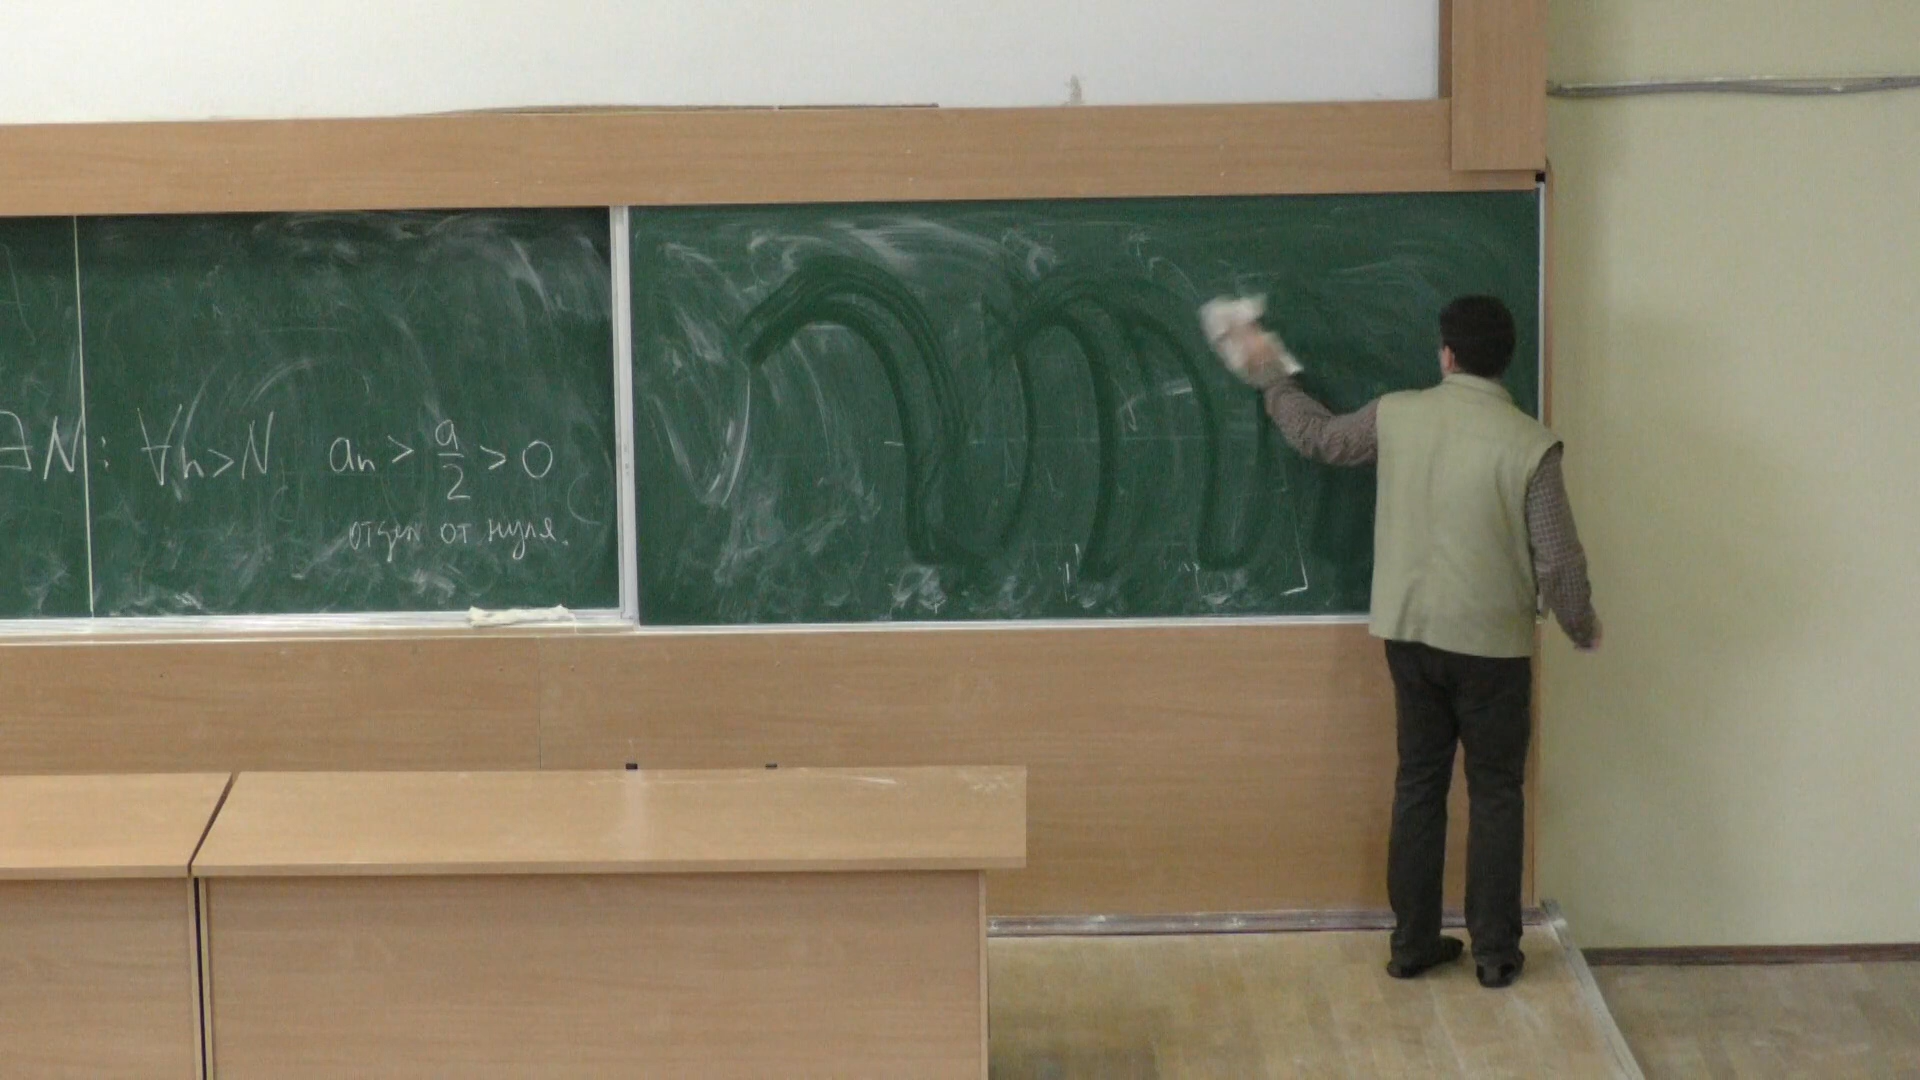 ∃N: ∀n>N aₙ > a/2 > 0
отдел от нуля.